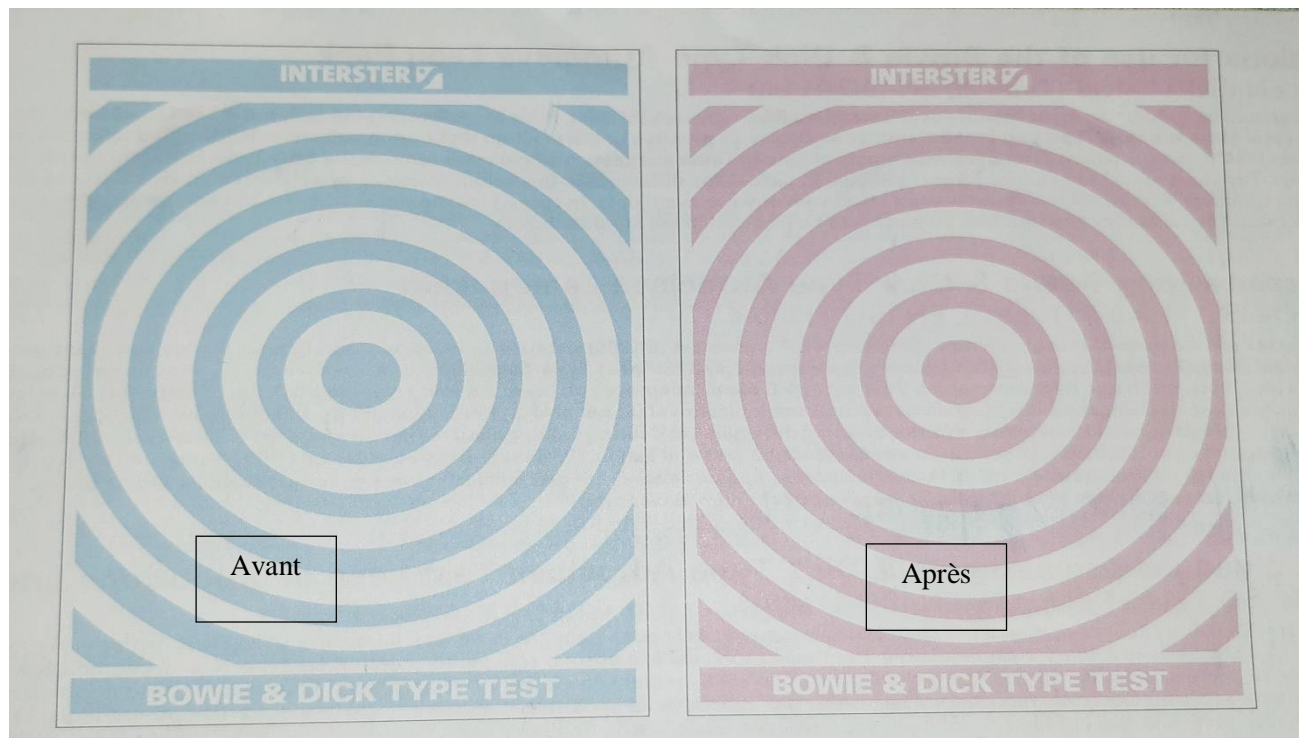 INTERSTER
Avant
BOWIE & DICK TYPE TEST
INTERSTER
Après
BOWIE & DICK TYPE TEST